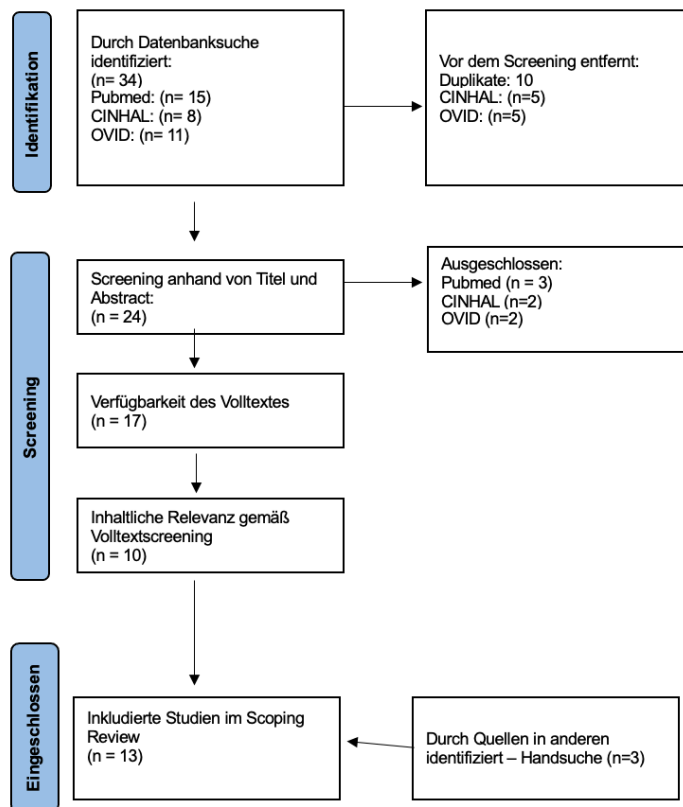 Identifikation
Durch Datenbanksuche
identifiziert:
(n= 34)
Pubmed: (n= 15)
CINHAL: (n= 8)
OVID: (n= 11)
Vor dem Screening entfernt:
Duplikate: 10
CINHAL: (n=5)
OVID: (n=5)
Screening
Screening anhand von Titel und
Abstract:
(n = 24)
Ausgeschlossen:
Pubmed (n = 3)
CINHAL (n=2)
OVID (n=2)
Verfügbarkeit des Volltextes
(n = 17)
Inhaltliche Relevanz gemäß
Volltextscreening
(n = 10)
Eingeschlossen
Inkludierte Studien im Scoping
Review
(n = 13)
Durch Quellen in anderen
identifiziert – Handsuche (n=3)